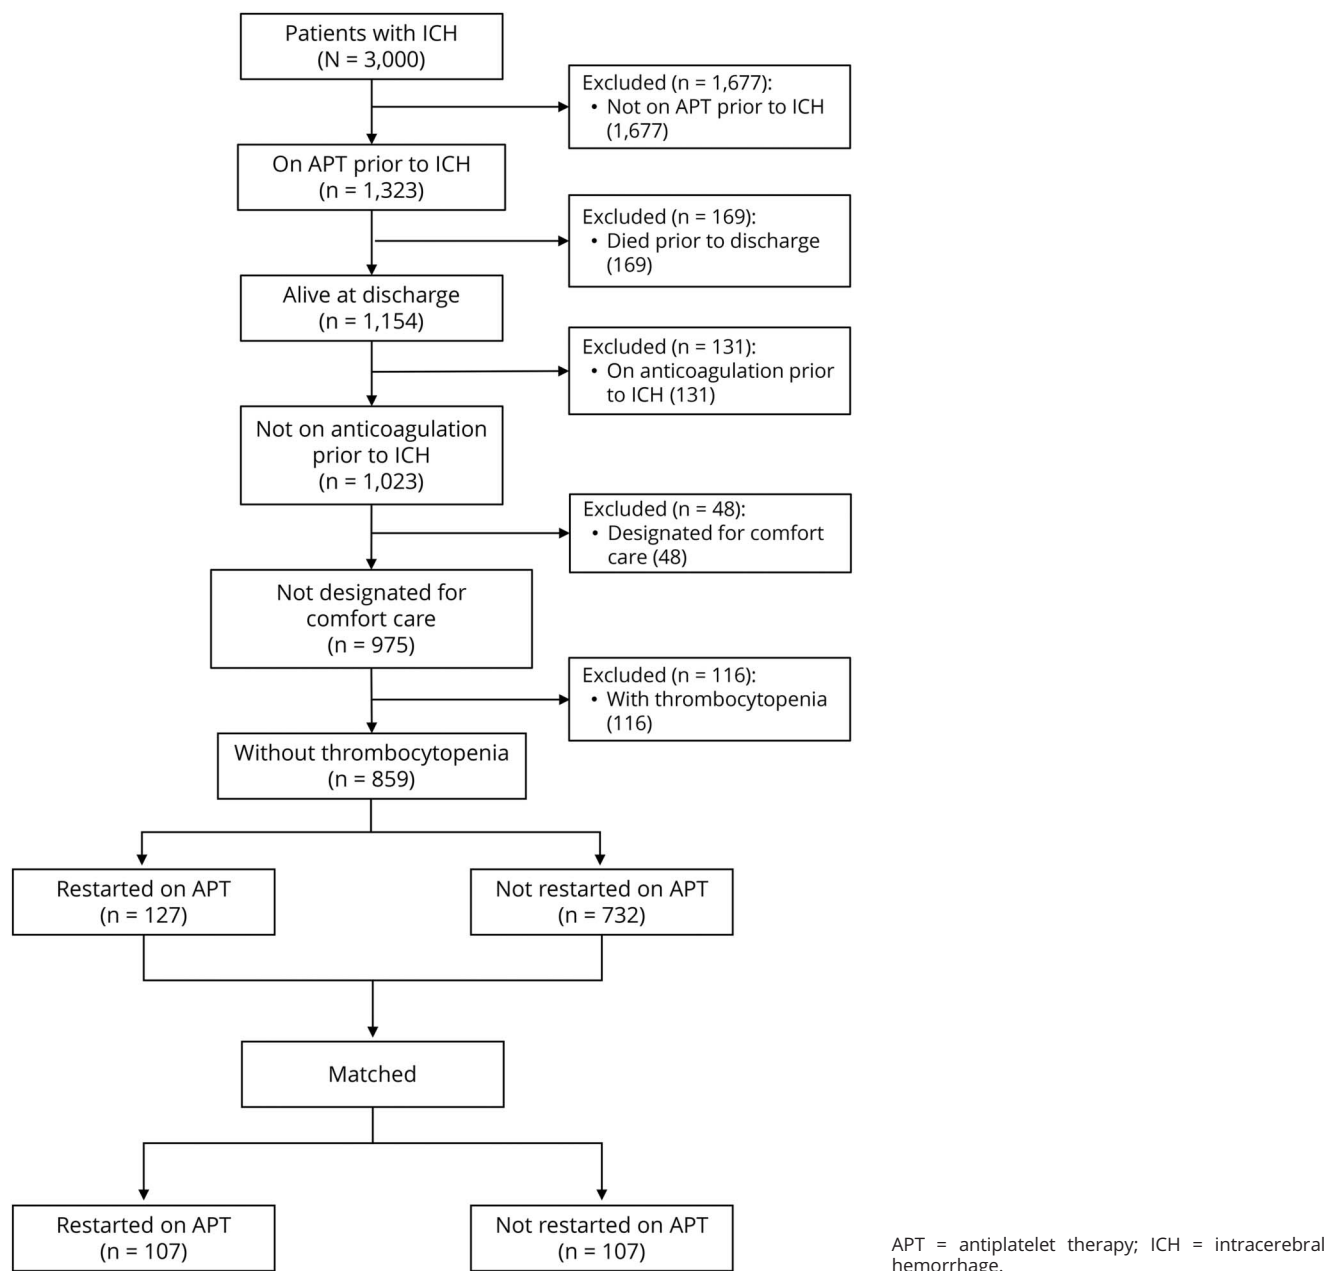 Patients with ICH
(N = 3,000)
Excluded (n = 1,677):
• Not on APT prior to ICH
(1,677)
On APT prior to ICH
(n = 1,323)
Excluded (n = 169):
• Died prior to discharge
(169)
Alive at discharge
(n = 1,154)
Excluded (n = 131):
• On anticoagulation prior
to ICH (131)
Not on anticoagulation
prior to ICH
(n = 1,023)
Excluded (n = 48):
• Designated for comfort
care (48)
Not designated for
comfort care
(n = 975)
Excluded (n = 116):
• With thrombocytopenia
(116)
Without thrombocytopenia
(n = 859)
Restarted on APT
(n = 127)
Not restarted on APT
(n = 732)
Matched
Restarted on APT
(n = 107)
Not restarted on APT
(n = 107)
APT = antiplatelet therapy; ICH = intracerebral
hemorrhage.